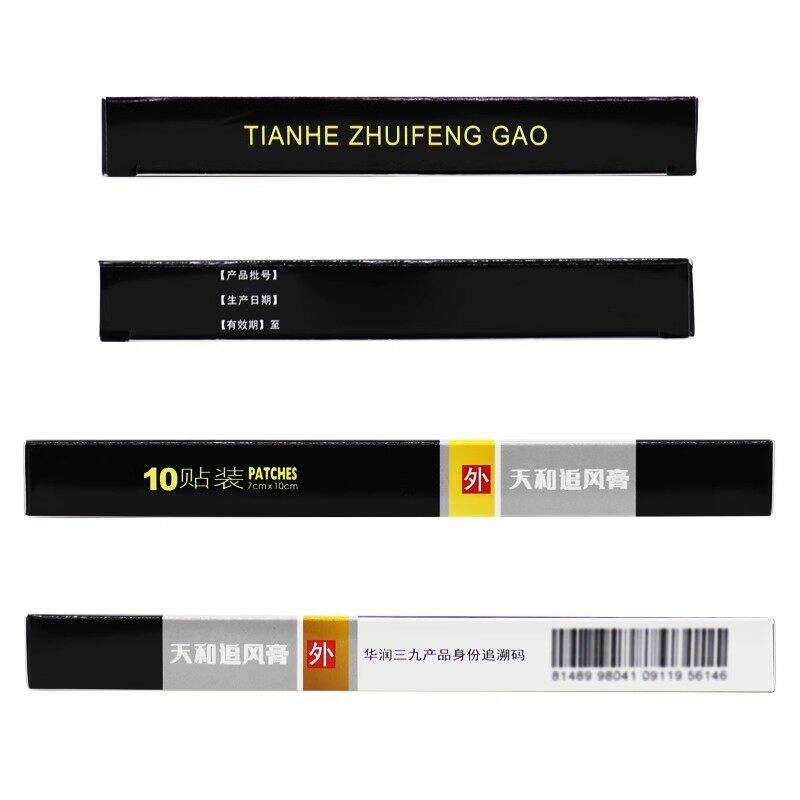 TIANHE ZHUIFENG GAO
【产品批号】
【生产日期】
【有效期】至
10贴装 PATCHES
7cm×10cm
外 天和追风膏
天和追风膏 外 华润三九产品身份追溯码
81489 98041 09119 56146